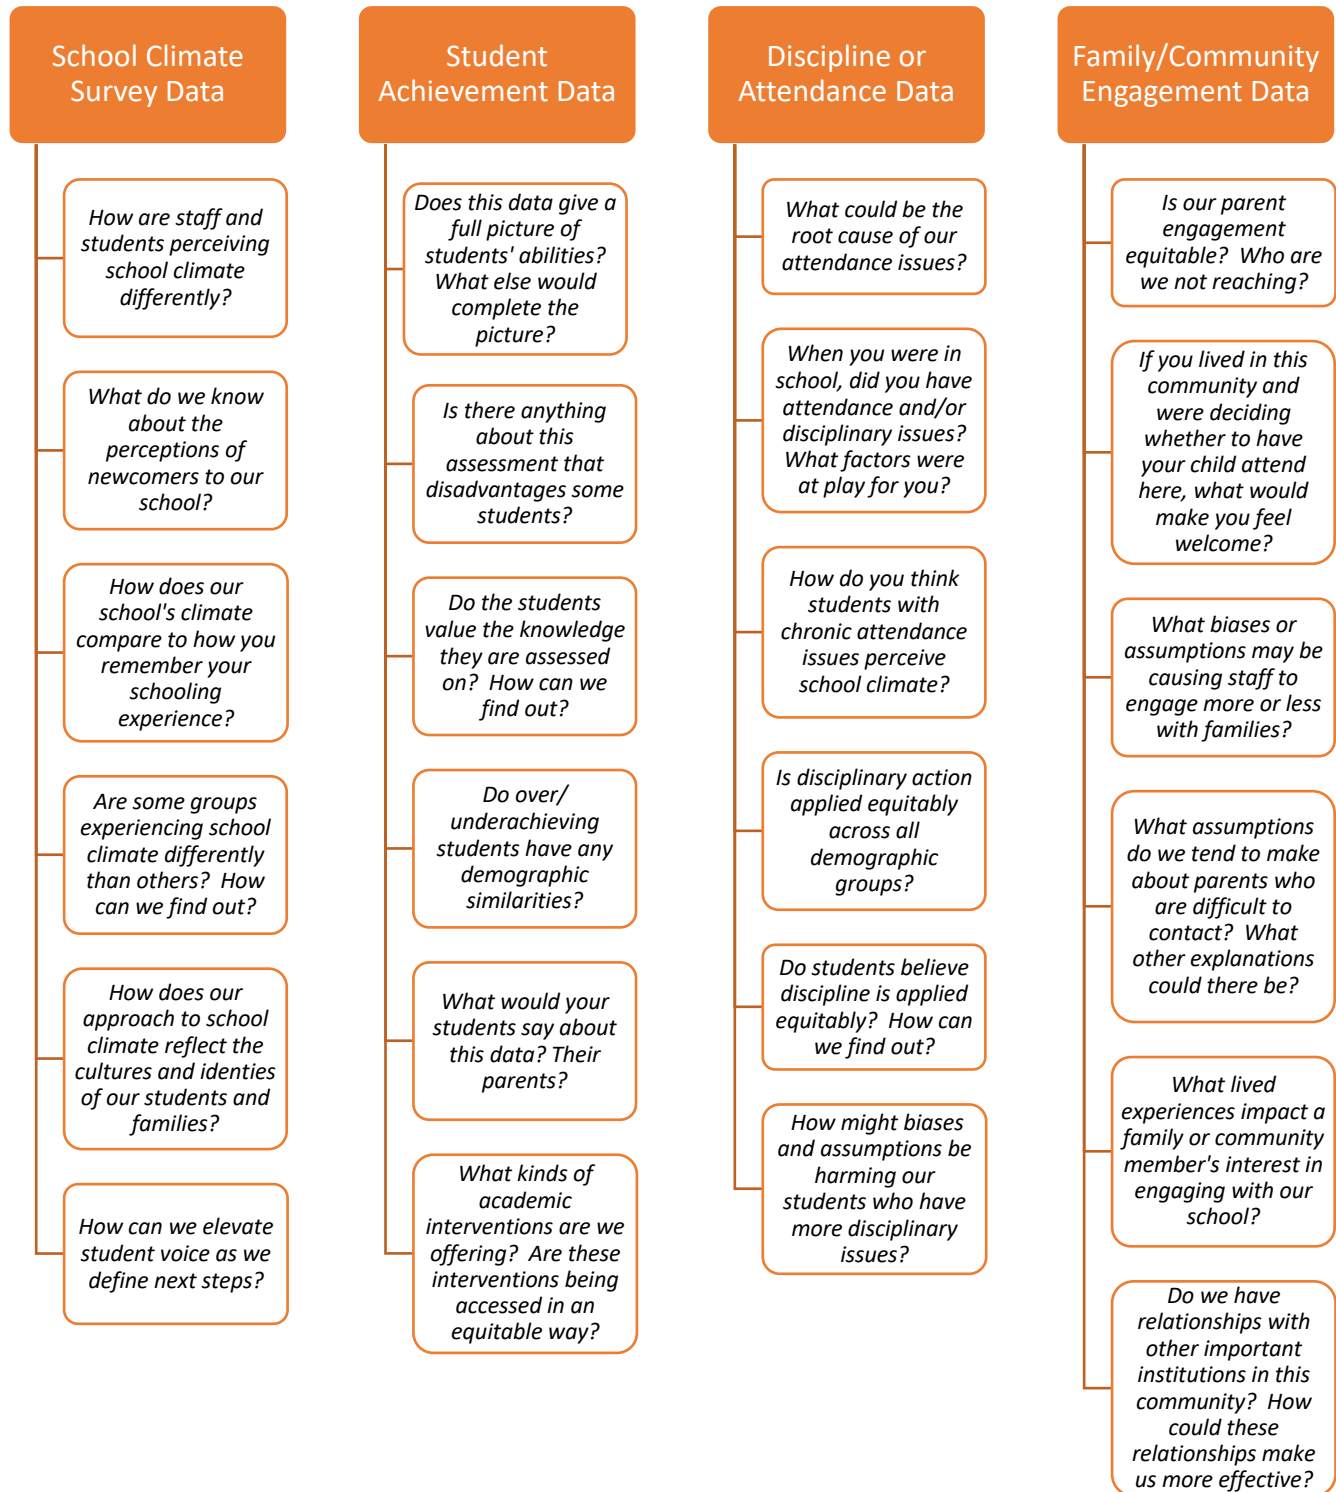 School Climate
Survey Data
How are staff and
students perceiving
school climate
differently?
What do we know
about the
perceptions of
newcomers to our
school?
How does our
school's climate
compare to how you
remember your
schooling
experience?
Are some groups
experiencing school
climate differently
than others?  How
can we find out?
How does our
approach to school
climate reflect the
cultures and identies
of our students and
families?
How can we elevate
student voice as we
define next steps?
Student
Achievement Data
Does this data give a
full picture of
students' abilities?
What else would
complete the
picture?
Is there anything
about this
assessment that
disadvantages some
students?
Do the students
value the knowledge
they are assessed
on?  How can we
find out?
Do over/
underachieving
students have any
demographic
similarities?
What would your
students say about
this data? Their
parents?
What kinds of
academic
interventions are we
offering?  Are these
interventions being
accessed in an
equitable way?
Discipline or
Attendance Data
What could be the
root cause of our
attendance issues?
When you were in
school, did you have
attendance and/or
disciplinary issues?
What factors were
at play for you?
How do you think
students with
chronic attendance
issues perceive
school climate?
Is disciplinary action
applied equitably
across all
demographic
groups?
Do students believe
discipline is applied
equitably?  How can
we find out?
How might biases
and assumptions be
harming our
students who have
more disciplinary
issues?
Family/Community
Engagement Data
Is our parent
engagement
equitable?  Who are
we not reaching?
If you lived in this
community and
were deciding
whether to have
your child attend
here, what would
make you feel
welcome?
What biases or
assumptions may be
causing staff to
engage more or less
with families?
What assumptions
do we tend to make
about parents who
are difficult to
contact?  What
other explanations
could there be?
What lived
experiences impact a
family or community
member's interest in
engaging with our
school?
Do we have
relationships with
other important
institutions in this
community?  How
could these
relationships make
us more effective?